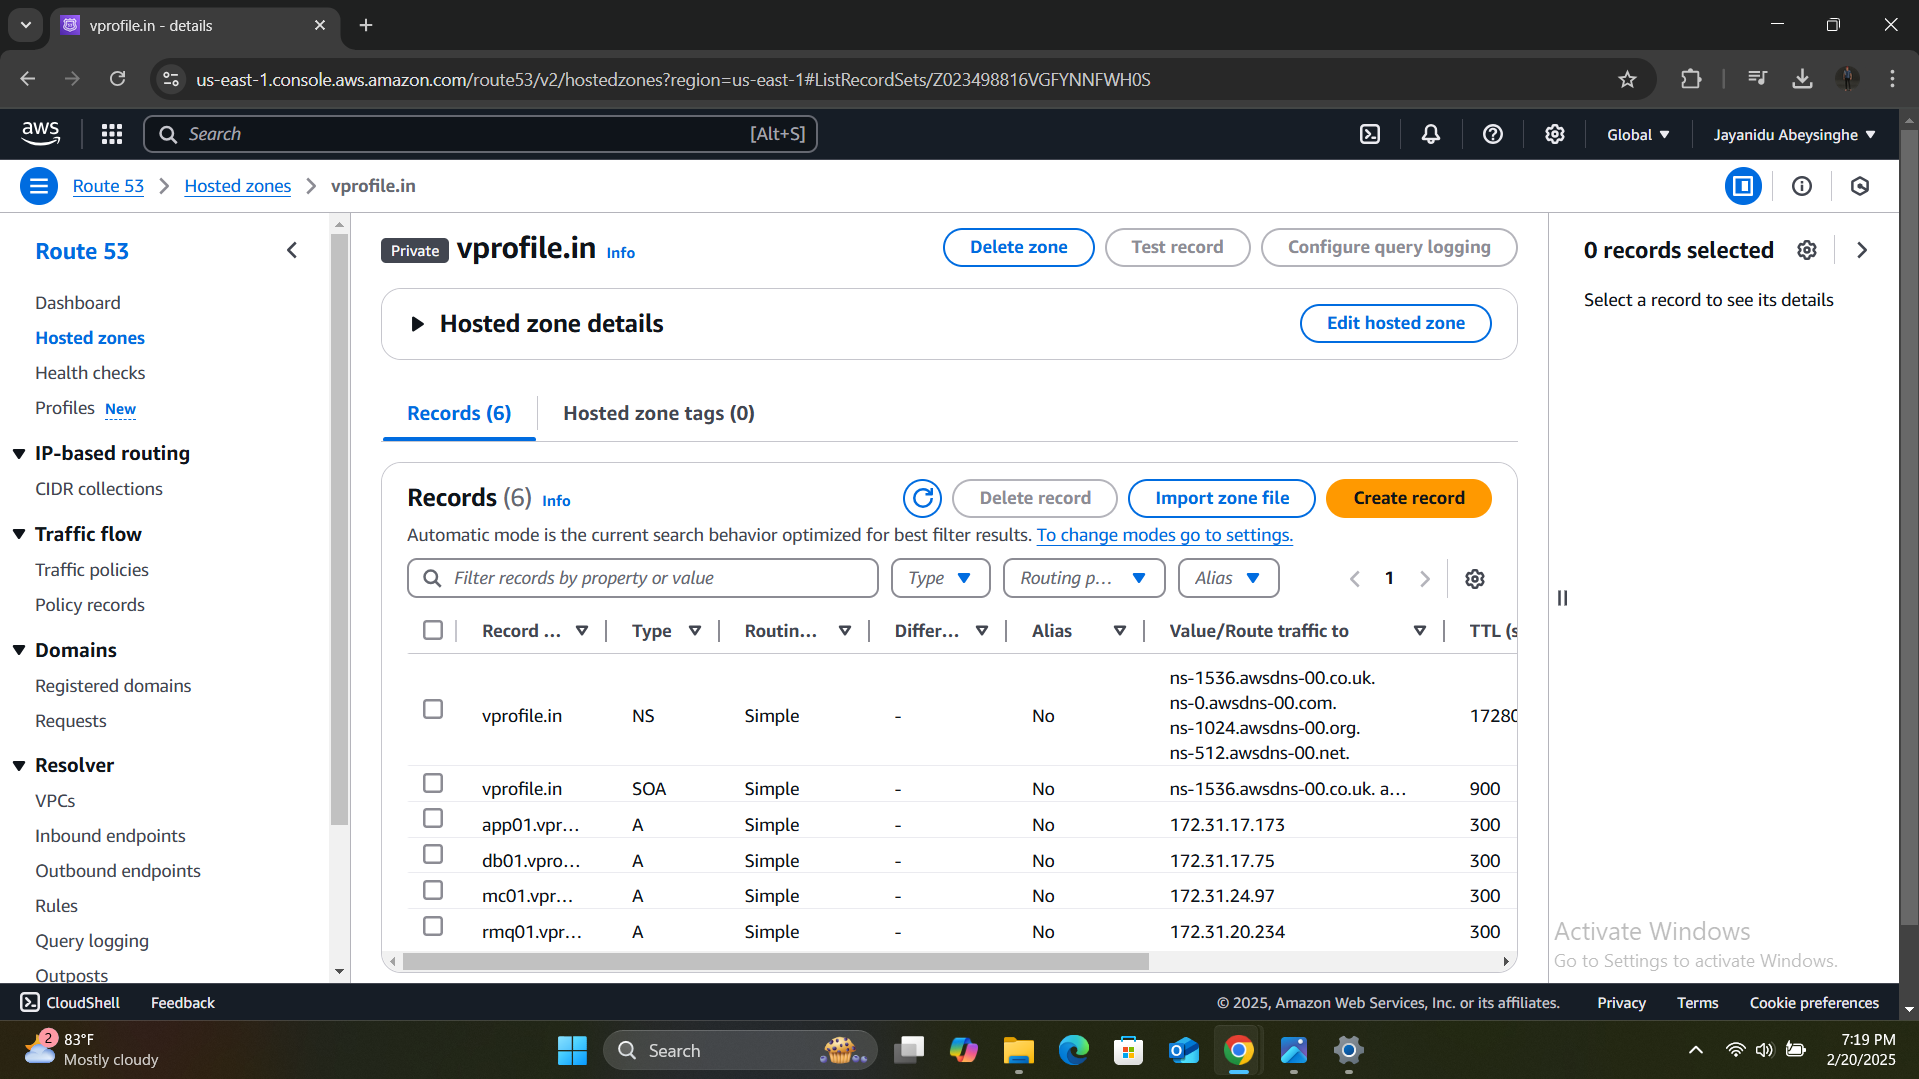 vprofile.in - details
us-east-1.console.aws.amazon.com/route53/v2/hostedzones?region=us-east-1#ListRecordSets/Z023498816VGFYNNFWH0S
aws
Search [Alt+S]
Global
Jayanidu Abeysinghe
Route 53 Hosted zones vprofile.in
Route 53
Dashboard
Hosted zones
Health checks
Profiles New
IP-based routing
CIDR collections
Traffic flow
Traffic policies
Policy records
Domains
Registered domains
Requests
Resolver
VPCs
Inbound endpoints
Outbound endpoints
Rules
Query logging
Outposts
Private vprofile.in Info
Delete zone Test record Configure query logging
Hosted zone details
Edit hosted zone
Records (6) Hosted zone tags (0)
Records (6) Info
Delete record Import zone file Create record
Automatic mode is the current search behavior optimized for best filter results. To change modes go to settings.
Filter records by property or value
Type Routing p... Alias
1
Record ... Type Routin... Differ... Alias Value/Route traffic to TTL (s
vprofile.in NS Simple - No
ns-1536.awsdns-00.co.uk.
ns-0.awsdns-00.com.
ns-1024.awsdns-00.org.
ns-512.awsdns-00.net.
17280
vprofile.in SOA Simple - No ns-1536.awsdns-00.co.uk. a... 900
app01.vpr... A Simple - No 172.31.17.173 300
db01.vpro... A Simple - No 172.31.17.75 300
mc01.vpr... A Simple - No 172.31.24.97 300
rmq01.vpr... A Simple - No 172.31.20.234 300
0 records selected
Select a record to see its details
Activate Windows
Go to Settings to activate Windows.
CloudShell Feedback
© 2025, Amazon Web Services, Inc. or its affiliates. Privacy Terms Cookie preferences
2
83°F
Mostly cloudy
Search
7:19 PM
2/20/2025